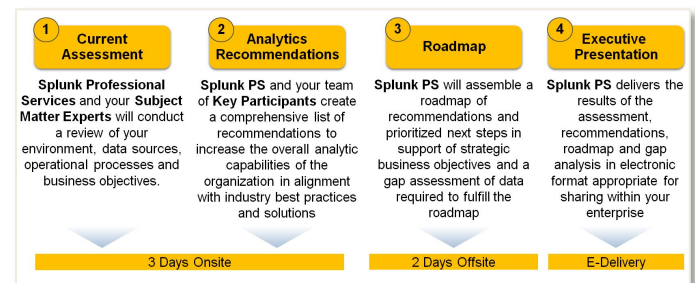 1
Current
Assessment
Splunk Professional
Services and your Subject
Matter Experts will conduct
a review of your
environment, data sources,
operational processes and
business objectives.
2
Analytics
Recommendations
Splunk PS and your team
of Key Participants create
a comprehensive list of
recommendations to
increase the overall analytic
capabilities of the
organization in alignment
with industry best practices
and solutions
3 Days Onsite
3
Roadmap
Splunk PS will assemble a
roadmap of
recommendations and
prioritized next steps in
support of strategic
business objectives and a
gap assessment of data
required to fulfill the
roadmap
2 Days Offsite
4
Executive
Presentation
Splunk PS delivers the
results of the
assessment,
recommendations,
roadmap and gap
analysis in electronic
format appropriate for
sharing within your
enterprise
E-Delivery